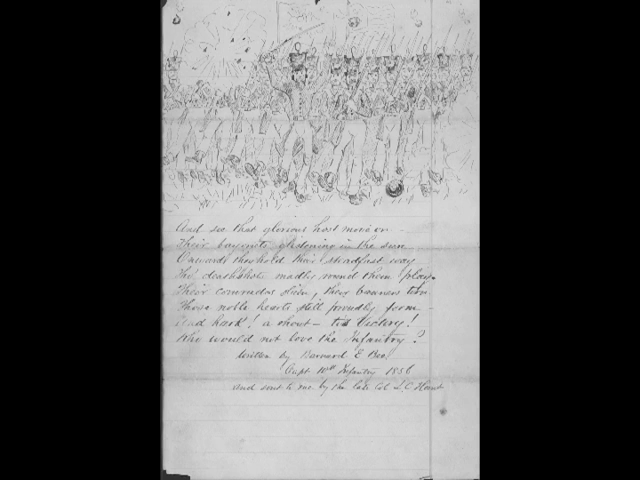 And see that glorious host move on -
Their bayonets glistening in the sun
Onwards they hold their steadfast way
Tho' deathshots madly round them play.
Their comrades slain, their banners torn
Those noble hearts still proudly form -
And hark! a shout - tis Victory!
Who would not love the Infantry?
Written by Barnard E Bee
Capt 10th Infantry 1856
and sent to me by the late Col L.C. Hunt